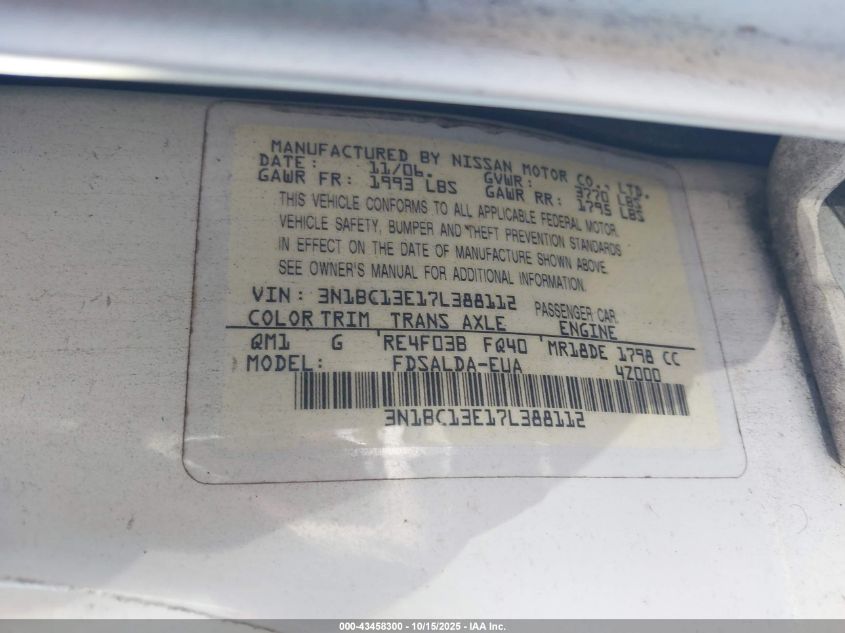 MANUFACTURED BY NISSAN MOTOR CO., LTD.
DATE: 11/06. GVWR: 3770 LBS
GAWR FR: 1993 LBS GAWR RR: 1795 LBS
THIS VEHICLE CONFORMS TO ALL APPLICABLE FEDERAL MOTOR
VEHICLE SAFETY, BUMPER AND THEFT PREVENTION STANDARDS
IN EFFECT ON THE DATE OF MANUFACTURE SHOWN ABOVE.
SEE OWNER'S MANUAL FOR ADDITIONAL INFORMATION.
VIN: 3N1BC13E17L388112 PASSENGER CAR
COLOR TRIM TRANS AXLE ENGINE
QM1 G RE4F03B FQ40 MR18DE 1798 CC
MODEL: FDSALDA-EUA 4Z000
3N1BC13E17L388112
000-43458300 - 10/15/2025 - IAA Inc.